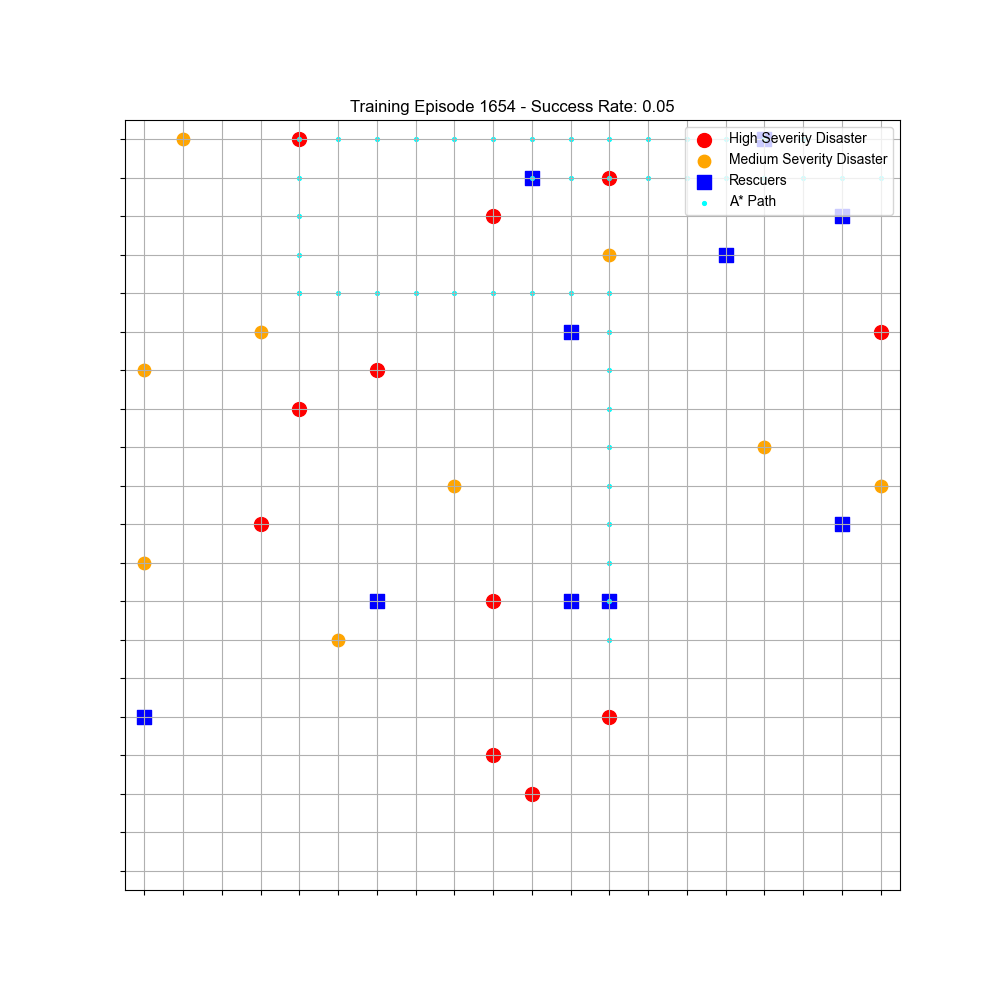 Training Episode 1654 - Success Rate: 0.05
High Severity Disaster
Medium Severity Disaster
Rescuers
A* Path